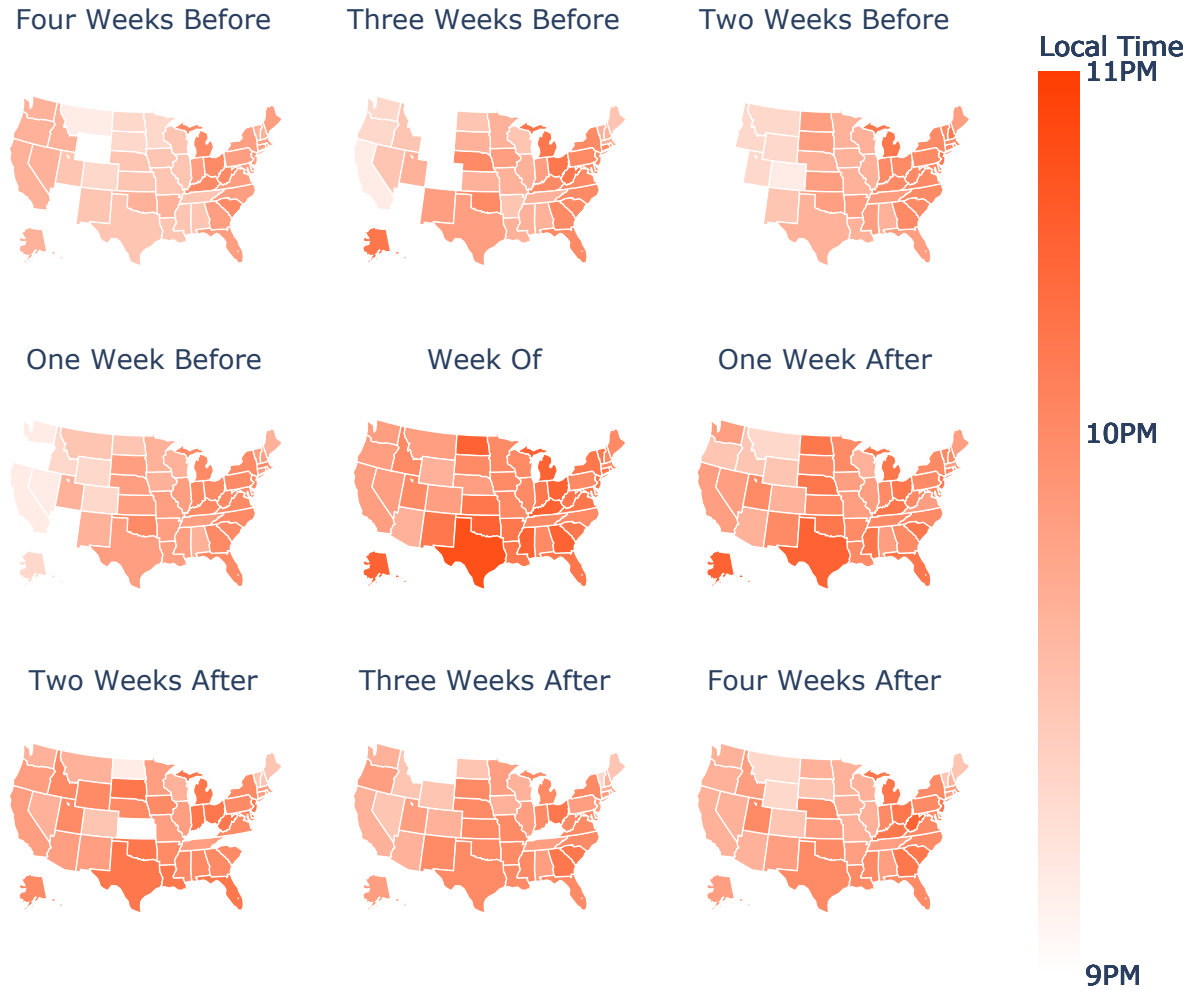 Four Weeks Before
Three Weeks Before
Two Weeks Before
Local Time
11PM
One Week Before
Week Of
One Week After
10PM
Two Weeks After
Three Weeks After
Four Weeks After
9PM